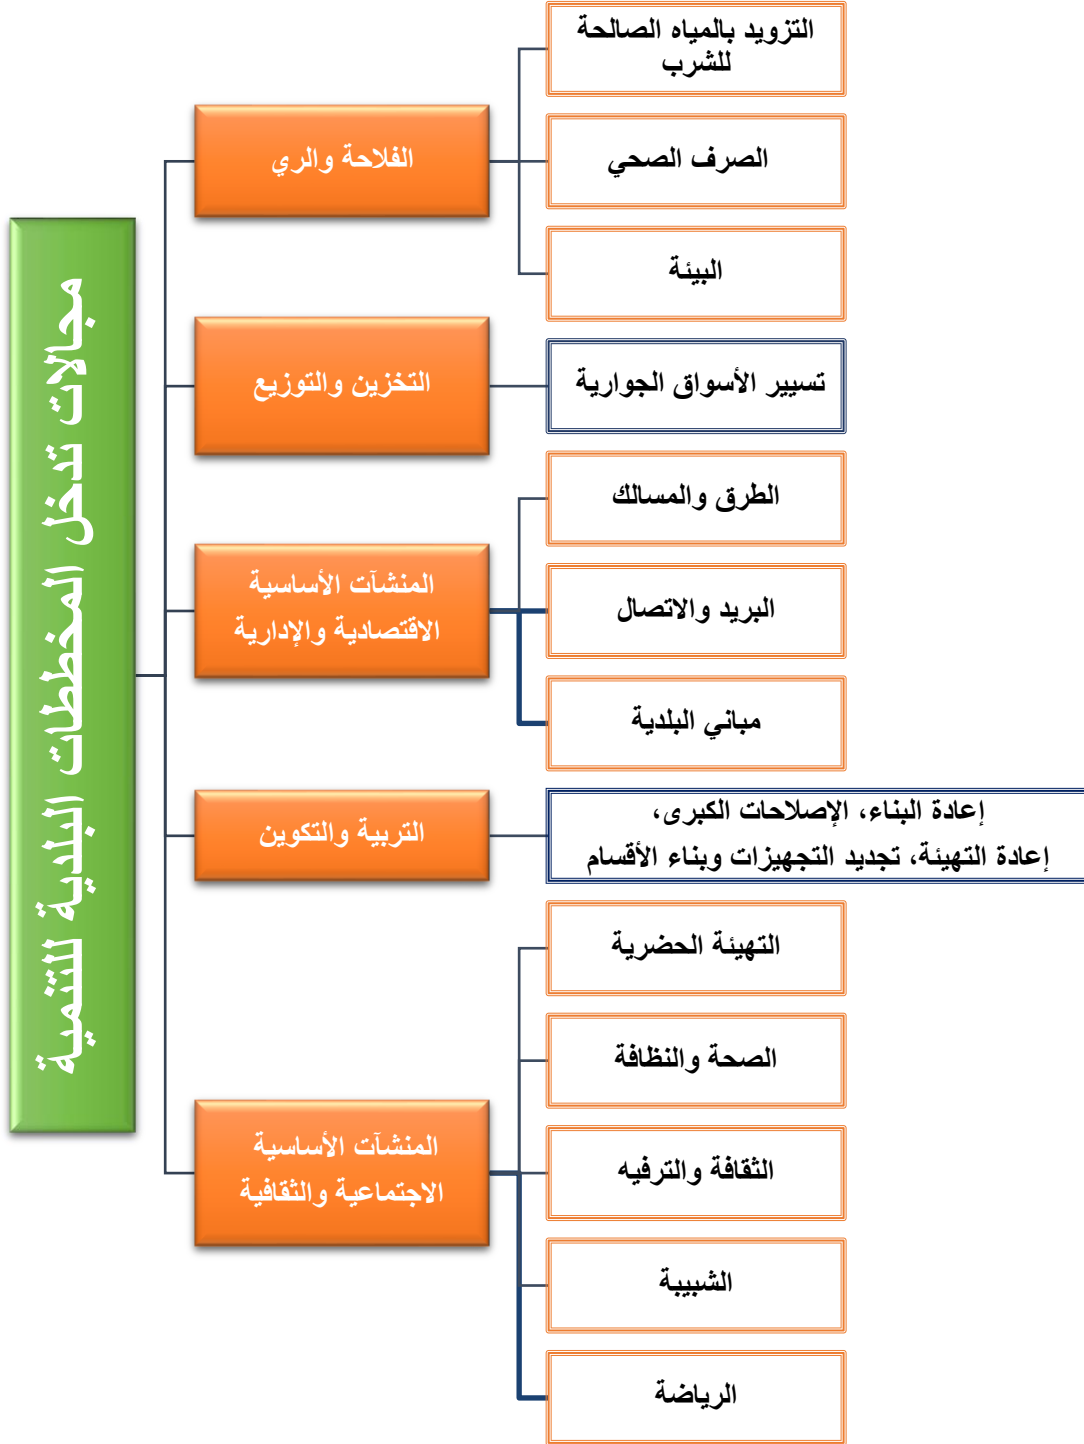 مجالات تدخل المخططات البلدية للتنمية
الفلاحة والري
التزويد بالمياه الصالحة
للشرب
الصرف الصحي
البيئة
التخزين والتوزيع
تسيير الأسواق الجوارية
المنشآت الأساسية
الاقتصادية والإدارية
الطرق والمسالك
البريد والاتصال
مباني البلدية
التربية والتكوين
إعادة البناء، الإصلاحات الكبرى،
إعادة التهيئة، تجديد التجهيزات وبناء الأقسام
المنشآت الأساسية
الاجتماعية والثقافية
التهيئة الحضرية
الصحة والنظافة
الثقافة والترفيه
الشبيبة
الرياضة